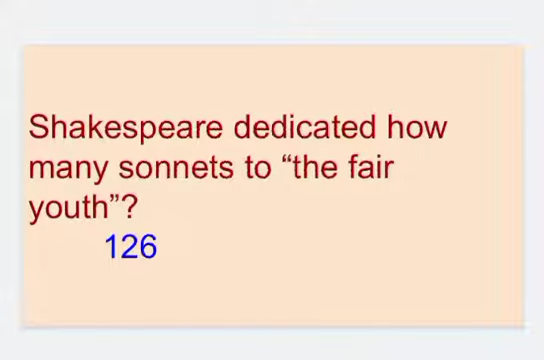 Shakespeare dedicated how
many sonnets to “the fair
youth”?
126